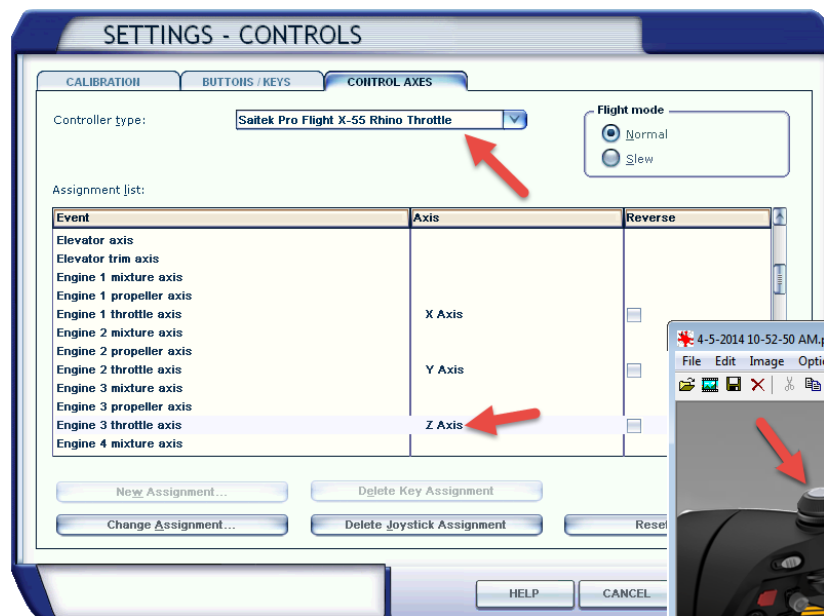 SETTINGS - CONTROLS
CALIBRATION BUTTONS / KEYS CONTROL AXES
Controller type: Saitek Pro Flight X-55 Rhino Throttle
Flight mode
Normal
Slew
Assignment list:
Event Axis Reverse
Elevator axis
Elevator trim axis
Engine 1 mixture axis
Engine 1 propeller axis
Engine 1 throttle axis X Axis
Engine 2 mixture axis
Engine 2 propeller axis
Engine 2 throttle axis Y Axis
Engine 3 mixture axis
Engine 3 propeller axis
Engine 3 throttle axis Z Axis
Engine 4 mixture axis
4-5-2014 10-52-50 AM.p
File Edit Image Optic
New Assignment... Delete Key Assignment
Change Assignment... Delete Joystick Assignment Reset
HELP CANCEL